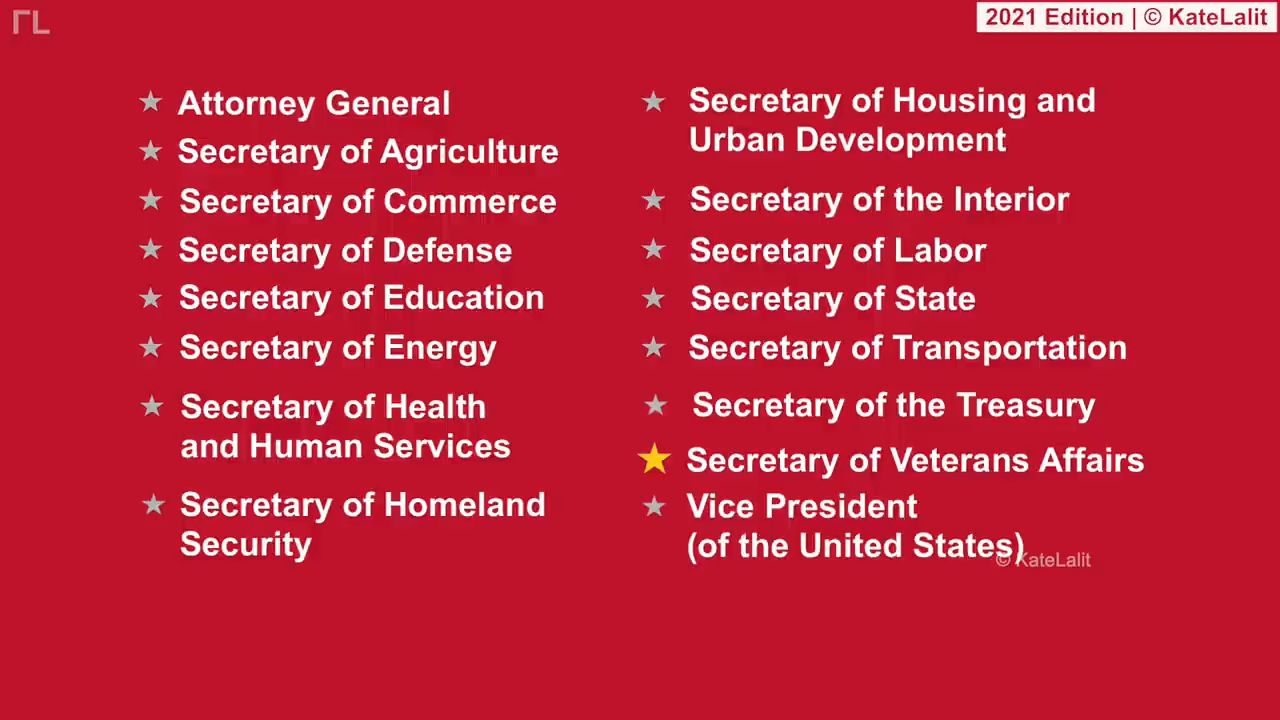 ГL
2021 Edition | © KateLalit
Attorney General
Secretary of Agriculture
Secretary of Commerce
Secretary of Defense
Secretary of Education
Secretary of Energy
Secretary of Health
and Human Services
Secretary of Homeland
Security
Secretary of Housing and
Urban Development
Secretary of the Interior
Secretary of Labor
Secretary of State
Secretary of Transportation
Secretary of the Treasury
Secretary of Veterans Affairs
Vice President
(of the United States)
© KateLalit